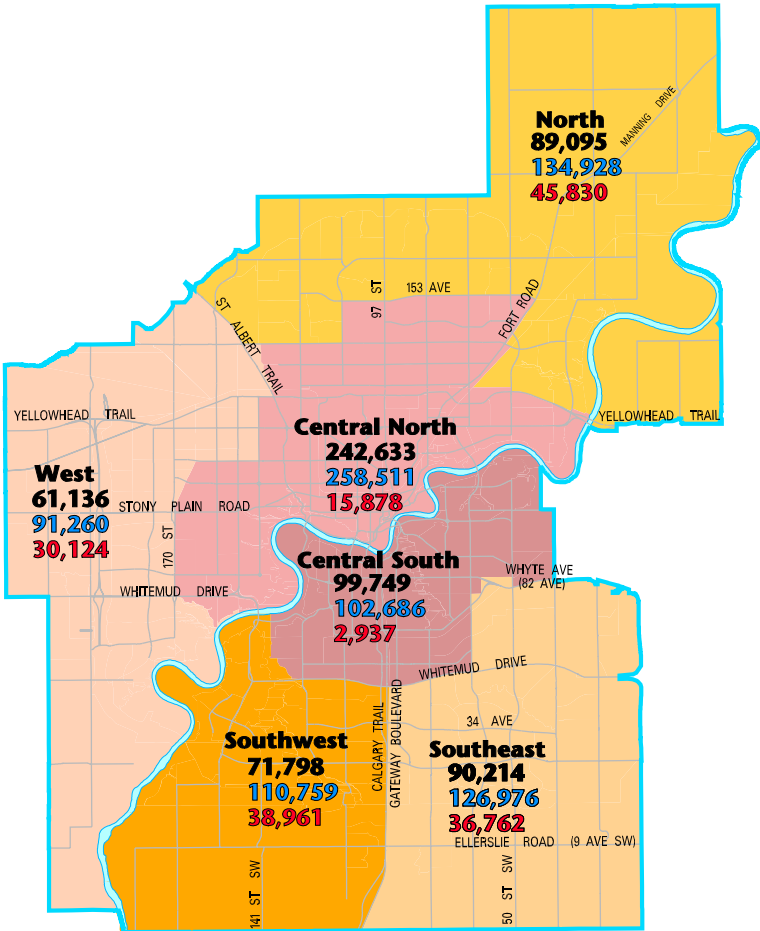 North
89,095
134,928
45,830
MANNING DRIVE
97 ST
153 AVE
FORT ROAD
ST ALBERT TRAIL
YELLOWHEAD TRAIL
YELLOWHEAD TRAIL
Central North
242,633
258,511
15,878
West
61,136
91,260
30,124
STONY PLAIN ROAD
170 ST
WHITEMUD DRIVE
Central South
99,749
102,686
2,937
WHYTE AVE
(82 AVE)
WHITEMUD DRIVE
CALGARY TRAIL
GATEWAY BOULEVARD
34 AVE
Southwest
71,798
110,759
38,961
Southeast
90,214
126,976
36,762
ELLERSLIE ROAD (9 AVE SW)
141 ST SW
50 ST SW